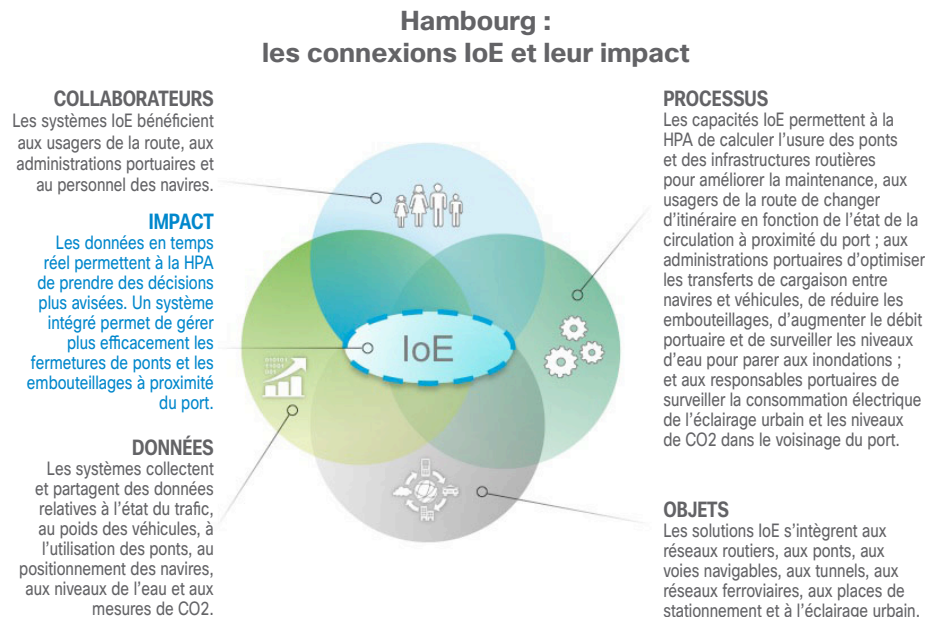 Hambourg :
les connexions IoE et leur impact
COLLABORATEURS
Les systèmes IoE bénéficient
aux usagers de la route, aux
administrations portuaires et
au personnel des navires.
IMPACT
Les données en temps
réel permettent à la HPA
de prendre des décisions
plus avisées. Un système
intégré permet de gérer
plus efficacement les
fermetures de ponts et les
embouteillages à proximité
du port.
DONNÉES
Les systèmes collectent
et partagent des données
relatives à l'état du trafic,
au poids des véhicules, à
l'utilisation des ponts, au
positionnement des navires,
aux niveaux de l'eau et aux
mesures de CO2.
IoE
PROCESSUS
Les capacités IoE permettent à la
HPA de calculer l'usure des ponts
et des infrastructures routières
pour améliorer la maintenance, aux
usagers de la route de changer
d'itinéraire en fonction de l'état de la
circulation à proximité du port ; aux
administrations portuaires d'optimiser
les transferts de cargaison entre
navires et véhicules, de réduire les
embouteillages, d'augmenter le débit
portuaire et de surveiller les niveaux
d'eau pour parer aux inondations ;
et aux responsables portuaires de
surveiller la consommation électrique
de l'éclairage urbain et les niveaux
de CO2 dans le voisinage du port.
OBJETS
Les solutions IoE s'intègrent aux
réseaux routiers, aux ponts, aux
voies navigables, aux tunnels, aux
réseaux ferroviaires, aux places de
stationnement et à l'éclairage urbain.